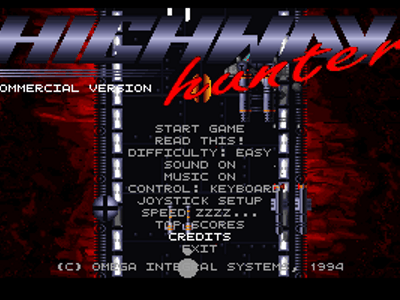 HIGHWAY
hunter
COMMERCIAL VERSION
START GAME
READ THIS!
DIFFICULTY: EASY
SOUND ON
MUSIC ON
CONTROL: KEYBOARD
JOYSTICK SETUP
SPEED ZZZZ...
TOP SCORES
CREDITS
EXIT
(C) OMEGA INTEGRAL SYSTEMS, 1994